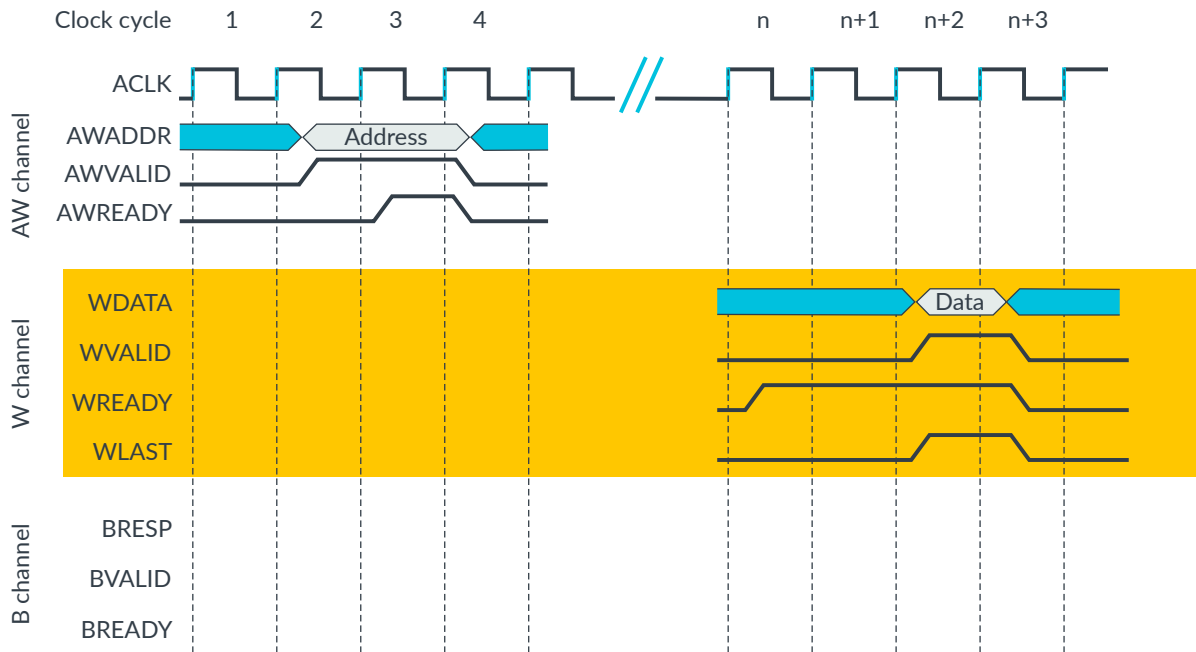 Clock cycle 1 2 3 4 n n+1 n+2 n+3
ACLK
AW channel
AWADDR Address
AWVALID
AWREADY
W channel
WDATA Data
WVALID
WREADY
WLAST
B channel
BRESP
BVALID
BREADY